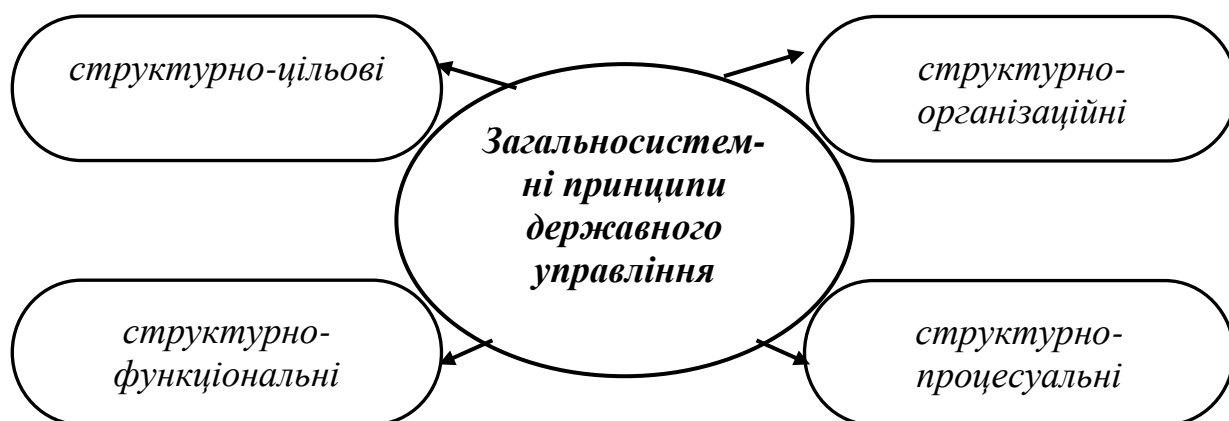 структурно-цільові
структурно-
організаційні
Загальносистем-
ні принципи
державного
управління
структурно-
функціональні
структурно-
процесуальні